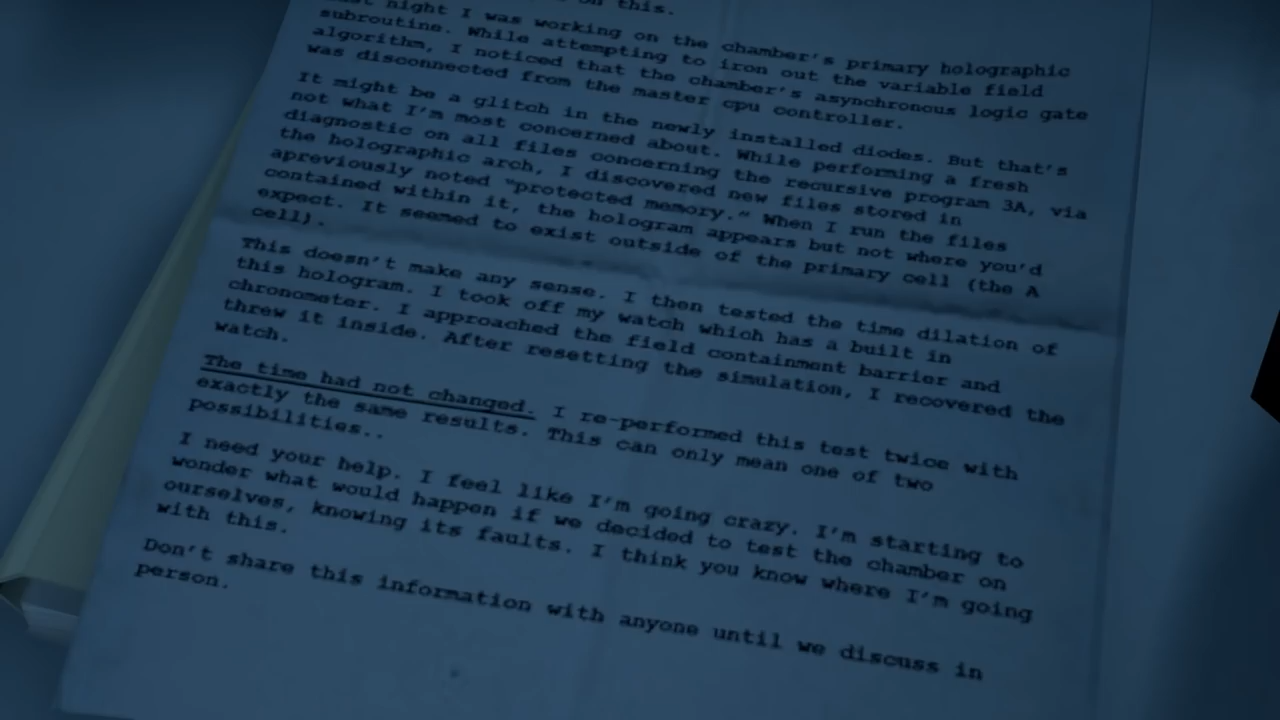 on this.
night I was working on the chamber's primary holographic
subroutine. While attempting to iron out the variable field
algorithm, I noticed that the chamber's asynchronous logic gate
was disconnected from the master cpu controller.
It might be a glitch in the newly installed diodes. But that's
not what I'm most concerned about. While performing a fresh
diagnostic on all files concerning the recursive program 3A, via
the holographic arch, I discovered new files stored in
apreviously noted "protected memory." When I run the files
contained within it, the hologram appears but not where you'd
expect. It seemed to exist outside of the primary cell (the A
cell).
This doesn't make any sense. I then tested the time dilation of
this hologram. I took off my watch which has a built in
chronometer. I approached the field containment barrier and
threw it inside. After resetting the simulation, I recovered the
watch.
The time had not changed. I re-performed this test twice with
exactly the same results. This can only mean one of two
possibilities..
I need your help. I feel like I'm going crazy. I'm starting to
wonder what would happen if we decided to test the chamber on
ourselves, knowing its faults. I think you know where I'm going
with this.
Don't share this information with anyone until we discuss in
person.